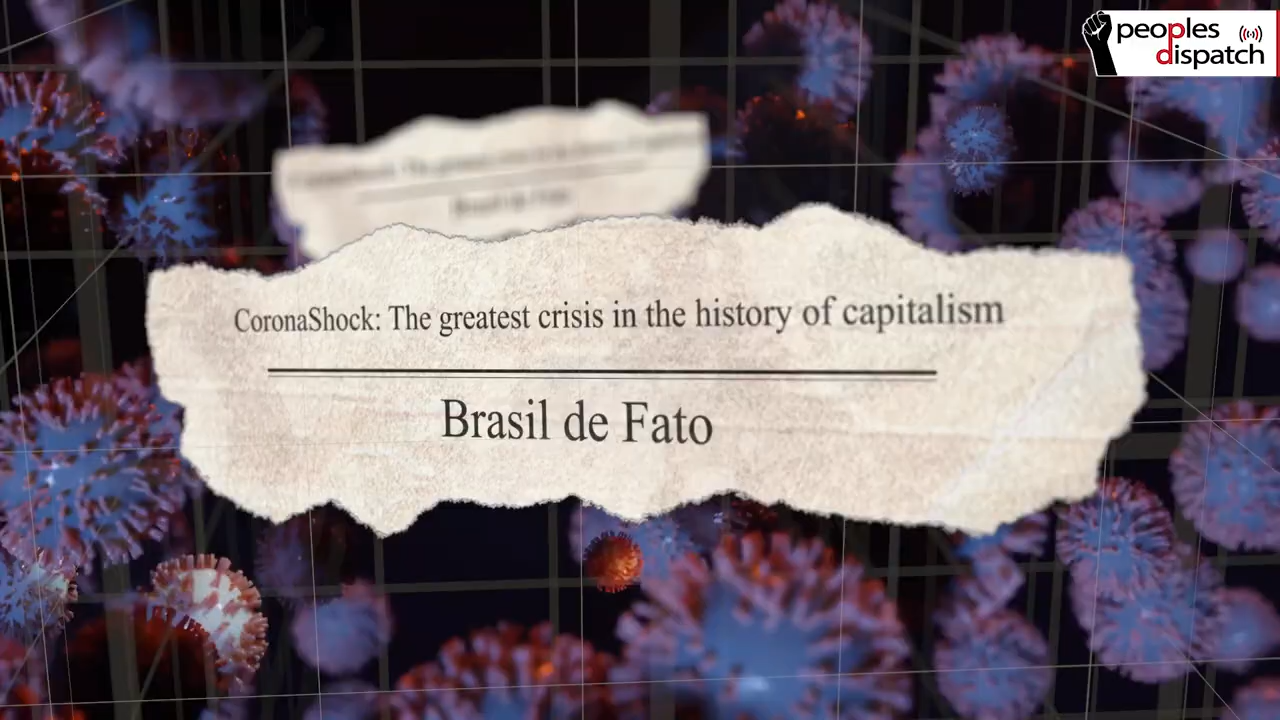 peoples
dispatch
CoronaShock: The greatest crisis in the history of capitalism
Brasil de Fato